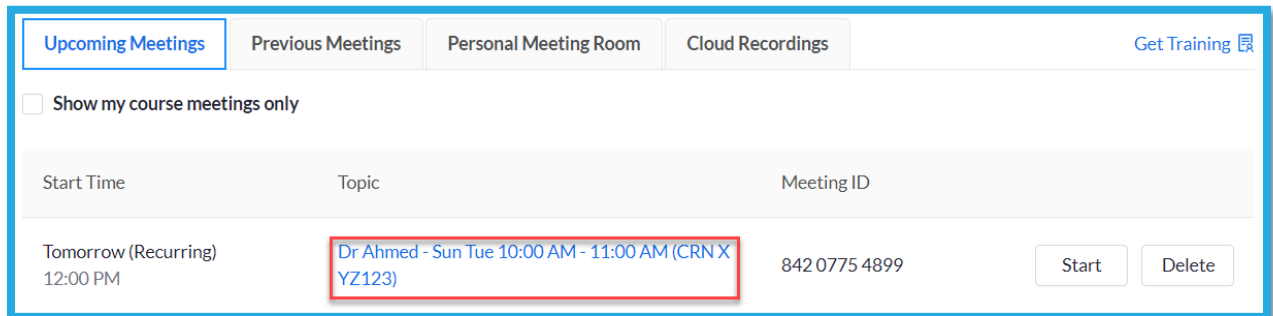 Upcoming Meetings Previous Meetings Personal Meeting Room Cloud Recordings Get Training
Show my course meetings only
Start Time Topic Meeting ID
Tomorrow (Recurring) Dr Ahmed - Sun Tue 10:00 AM - 11:00 AM (CRN X 842 0775 4899 Start Delete
12:00 PM YZ123)